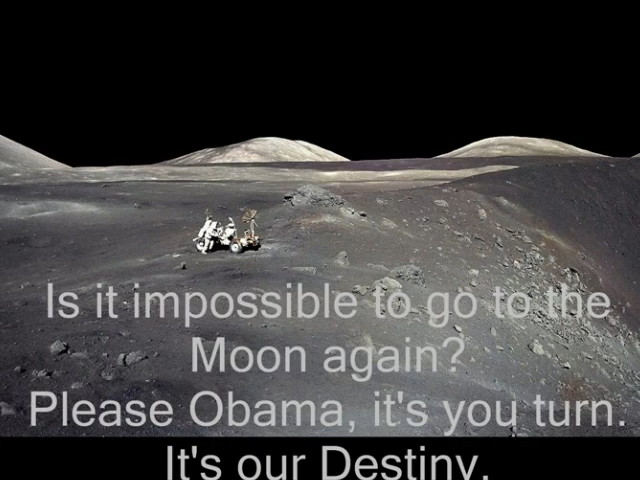 Is it impossible to go to the
Moon again?
Please Obama, it's you turn.
It's our Destiny.